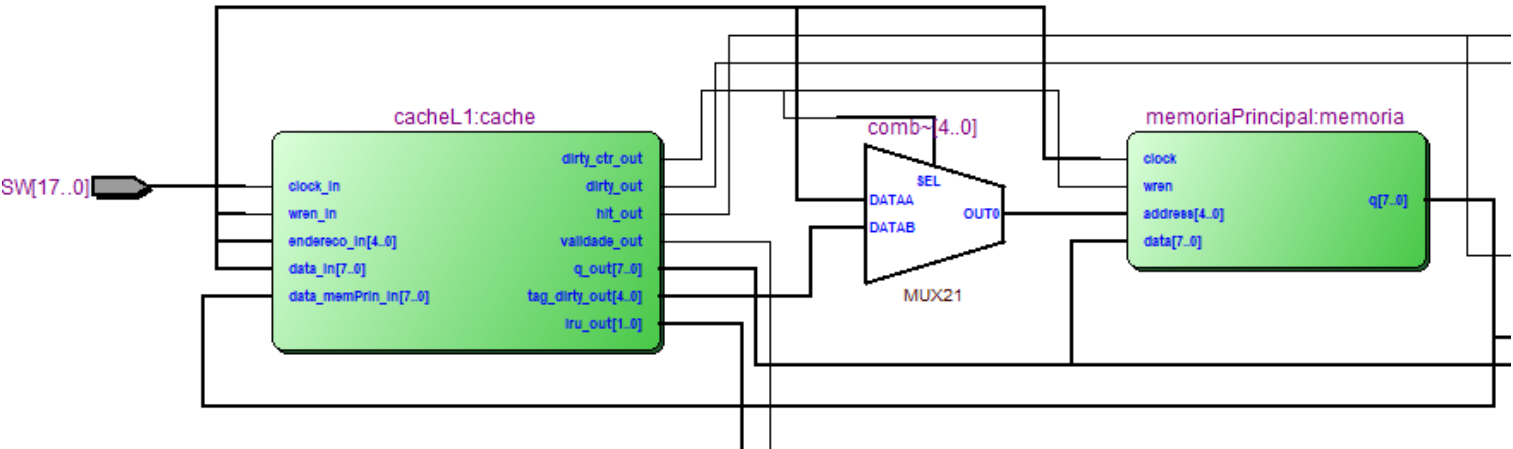 SW[17..0]
cacheL1:cache
clock_in
wren_in
endereco_in[4..0]
data_in[7..0]
data_memPrin_in[7..0]
dirty_ctr_out
dirty_out
hit_out
validade_out
q_out[7..0]
tag_dirty_out[4..0]
lru_out[1..0]
comb~[4..0]
SEL
DATAA
DATAB
OUT0
MUX21
memoriaPrincipal:memoria
clock
wren
address[4..0]
data[7..0]
q[7..0]